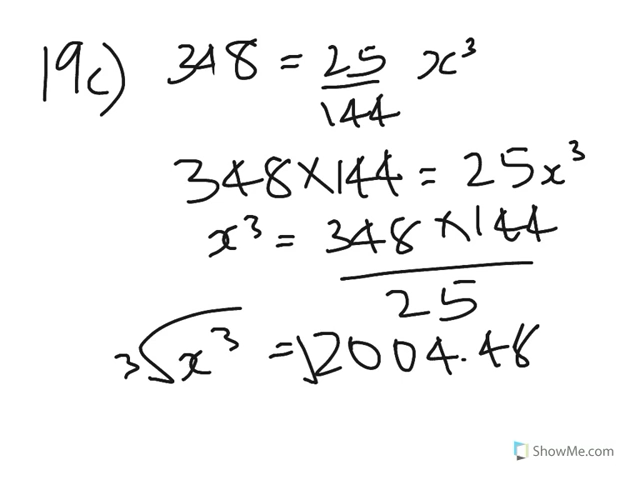 19c) 348 = 25/144 x³
348×144 = 25x³
x³ = 348×144/25
³√x³ = √2004.48
ShowMe.com